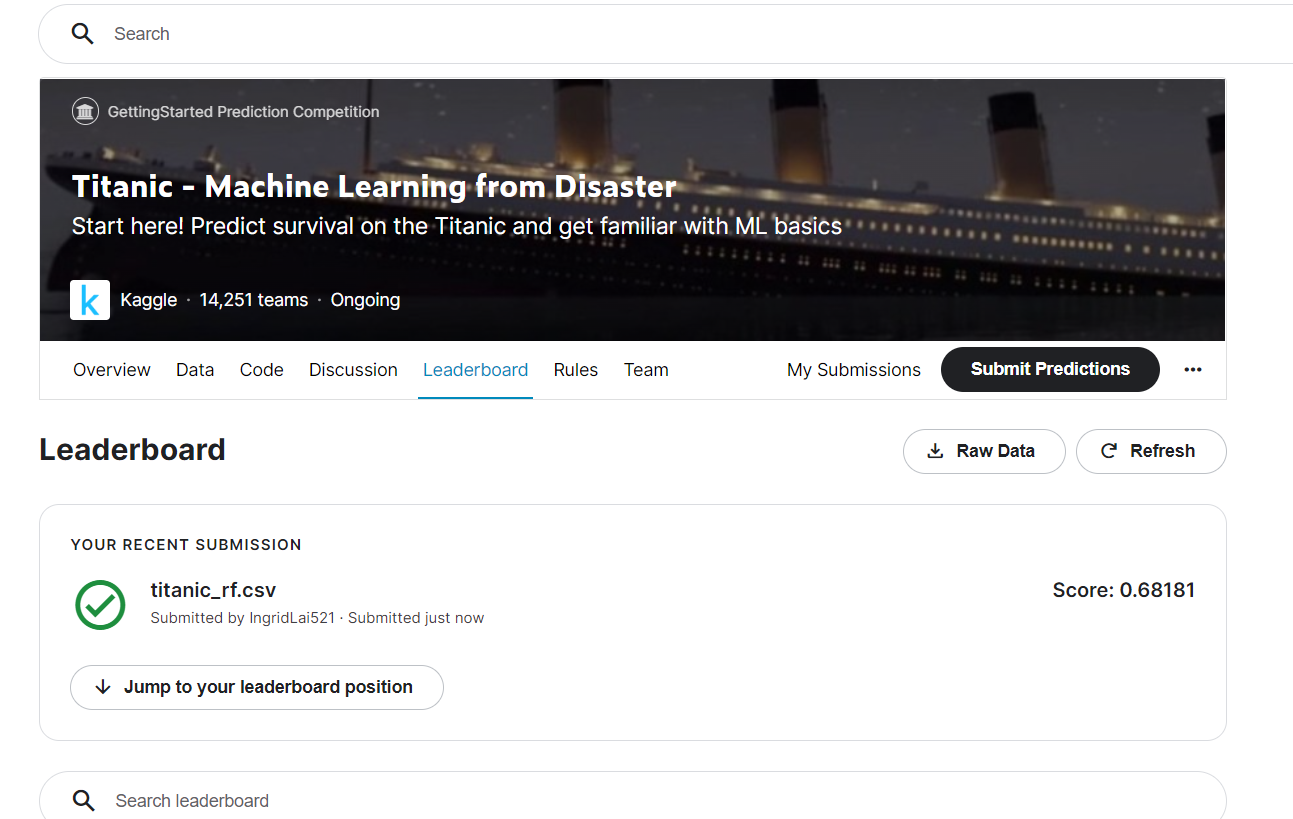 Search
GettingStarted Prediction Competition
Titanic - Machine Learning from Disaster
Start here! Predict survival on the Titanic and get familiar with ML basics
k Kaggle · 14,251 teams · Ongoing
Overview Data Code Discussion Leaderboard Rules Team My Submissions Submit Predictions ···
Leaderboard Raw Data Refresh
YOUR RECENT SUBMISSION
titanic_rf.csv Score: 0.68181
Submitted by IngridLai521 · Submitted just now
Jump to your leaderboard position
Search leaderboard